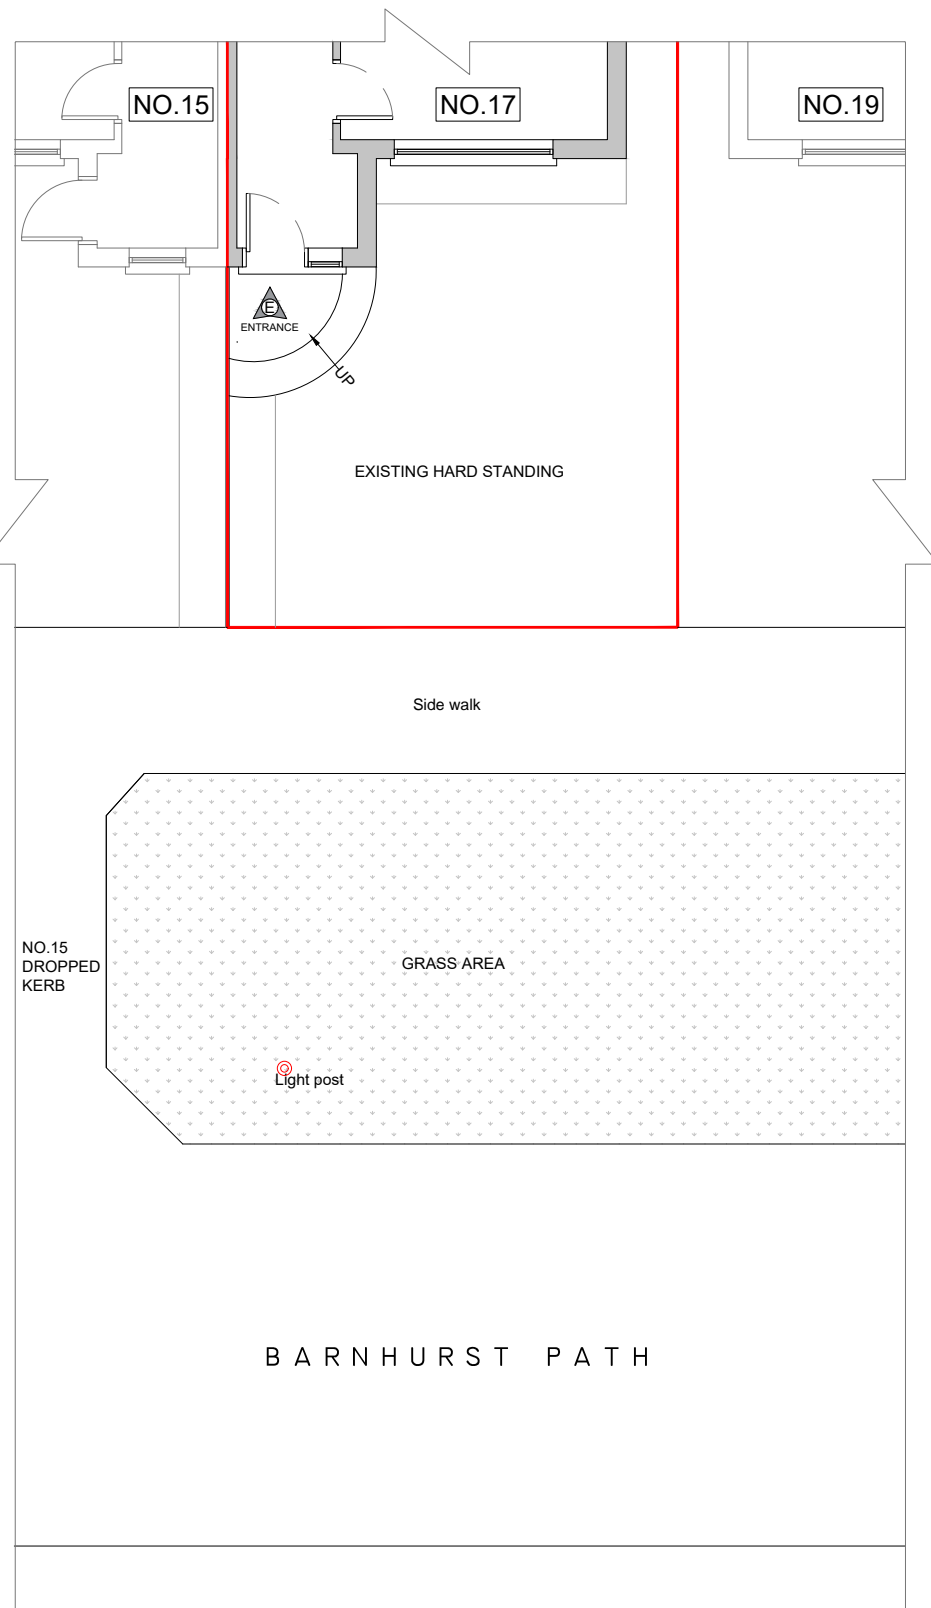 NO.15
NO.17
NO.19
E
ENTRANCE
UP
EXISTING HARD STANDING
Side walk
NO.15
DROPPED
KERB
GRASS AREA
Light post
BARNHURST PATH